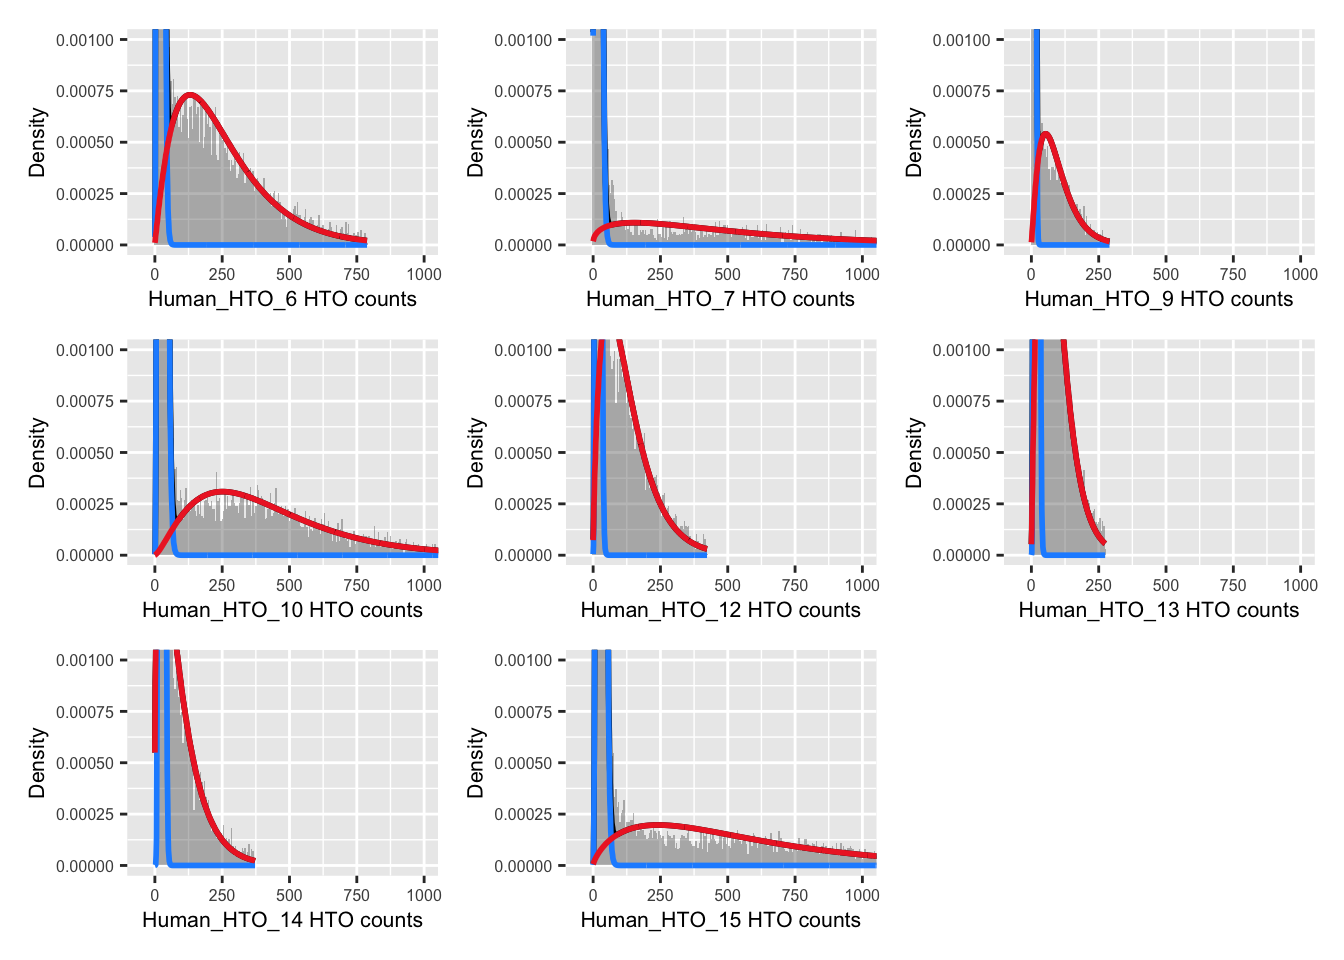 0.00100
0.00075
0.00050
0.00025
0.00000
Density
0 250 500 750 1000
Human_HTO_6 HTO counts
0.00100
0.00075
0.00050
0.00025
0.00000
Density
0 250 500 750 1000
Human_HTO_7 HTO counts
0.00100
0.00075
0.00050
0.00025
0.00000
Density
0 250 500 750 1000
Human_HTO_9 HTO counts
0.00100
0.00075
0.00050
0.00025
0.00000
Density
0 250 500 750 1000
Human_HTO_10 HTO counts
0.00100
0.00075
0.00050
0.00025
0.00000
Density
0 250 500 750 1000
Human_HTO_12 HTO counts
0.00100
0.00075
0.00050
0.00025
0.00000
Density
0 250 500 750 1000
Human_HTO_13 HTO counts
0.00100
0.00075
0.00050
0.00025
0.00000
Density
0 250 500 750 1000
Human_HTO_14 HTO counts
0.00100
0.00075
0.00050
0.00025
0.00000
Density
0 250 500 750 1000
Human_HTO_15 HTO counts